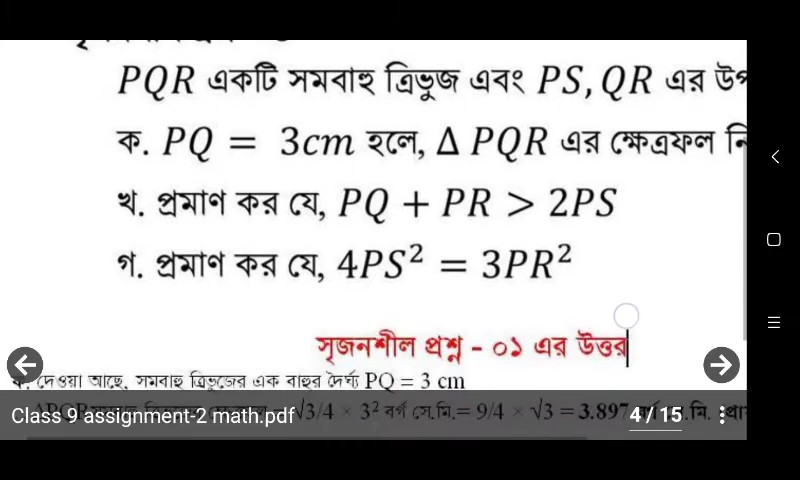 PQR একটি সমবাহু ত্রিভুজ এবং PS, QR এর
ক. PQ = 3cm হলে, Δ PQR এর ক্ষেত্রফল
খ. প্রমাণ কর যে, PQ + PR > 2PS
গ. প্রমাণ কর যে, 4PS² = 3PR²
সৃজনশীল প্রশ্ন - ০১ এর উত্তর
দেওয়া আছে, সমবাহু ত্রিভুজের এক বাহুর দৈর্ঘ্য PQ = 3 cm
√3/4 × 3² বর্গ সে.মি.= 9/4 × √3 = 3.897
Class 9 assignment-2 math.pdf
4 / 15